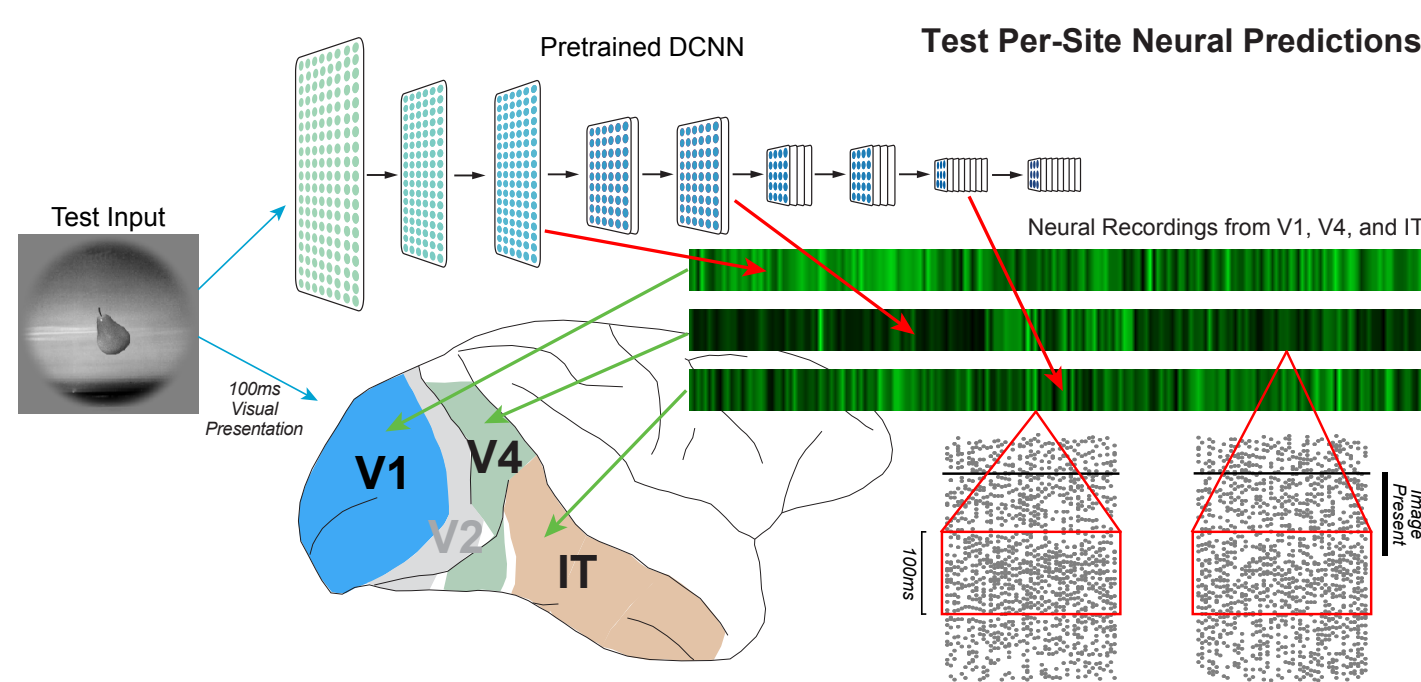 Pretrained DCNN
Test Per-Site Neural Predictions
Test Input
Neural Recordings from V1, V4, and IT
100ms
Visual
Presentation
V1
V4
V2
IT
100ms
Image
Present